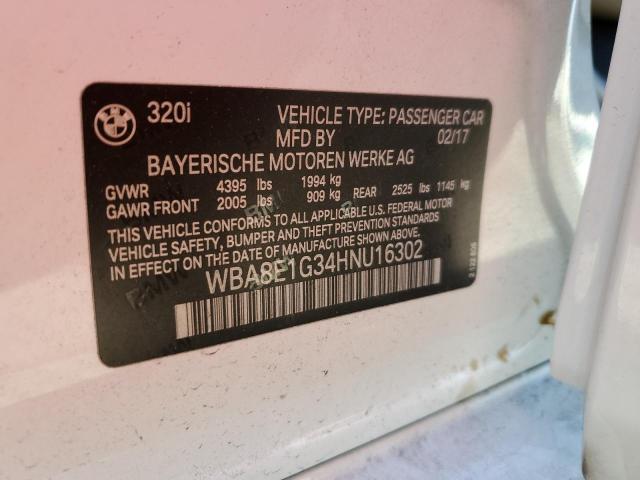 BMW 320i VEHICLE TYPE: PASSENGER CAR
MFD BY 02/17
BAYERISCHE MOTOREN WERKE AG
GVWR 4395 lbs 1994 kg
GAWR FRONT 2005 lbs 909 kg REAR 2525 lbs 1145 kg
THIS VEHICLE CONFORMS TO ALL APPLICABLE U.S. FEDERAL MOTOR
VEHICLE SAFETY, BUMPER, AND THEFT PREVENTION STANDARDS
IN EFFECT ON THE DATE OF MANUFACTURE SHOWN ABOVE.
WBA8E1G34HNU16302